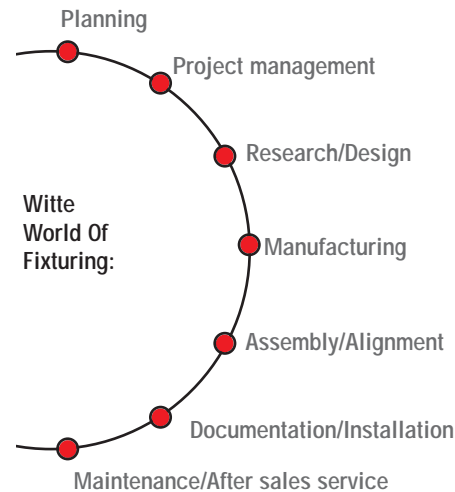 Planning
Project management
Research/Design
Witte
World Of
Fixturing:
Manufacturing
Assembly/Alignment
Documentation/Installation
Maintenance/After sales service